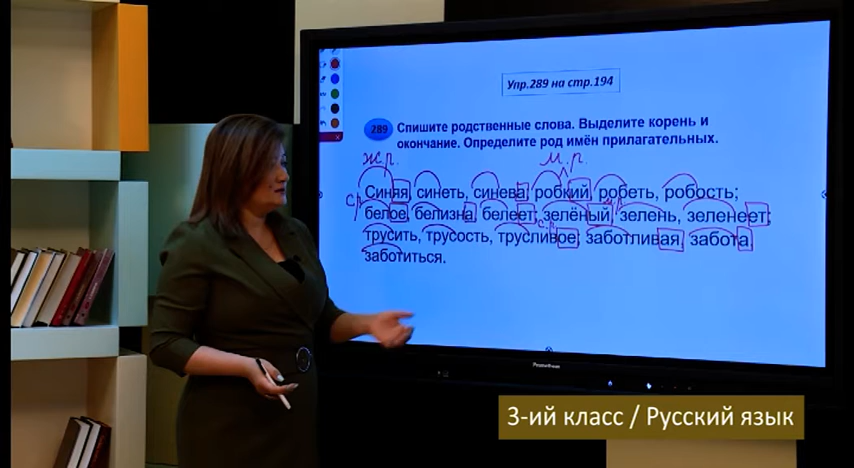 Упр.289 на стр.194
289 Спишите родственные слова. Выделите корень и
окончание. Определите род имён прилагательных.
ж.р. м.р.
Синяя, синеть, синева; робкий, робеть, робость;
ср
белое, белизна, белеет; зелёный, зелень, зеленеет;
трусить, трусость, трусливое; заботливая, забота,
с.р.
заботиться.
3-ий класс / Русский язык